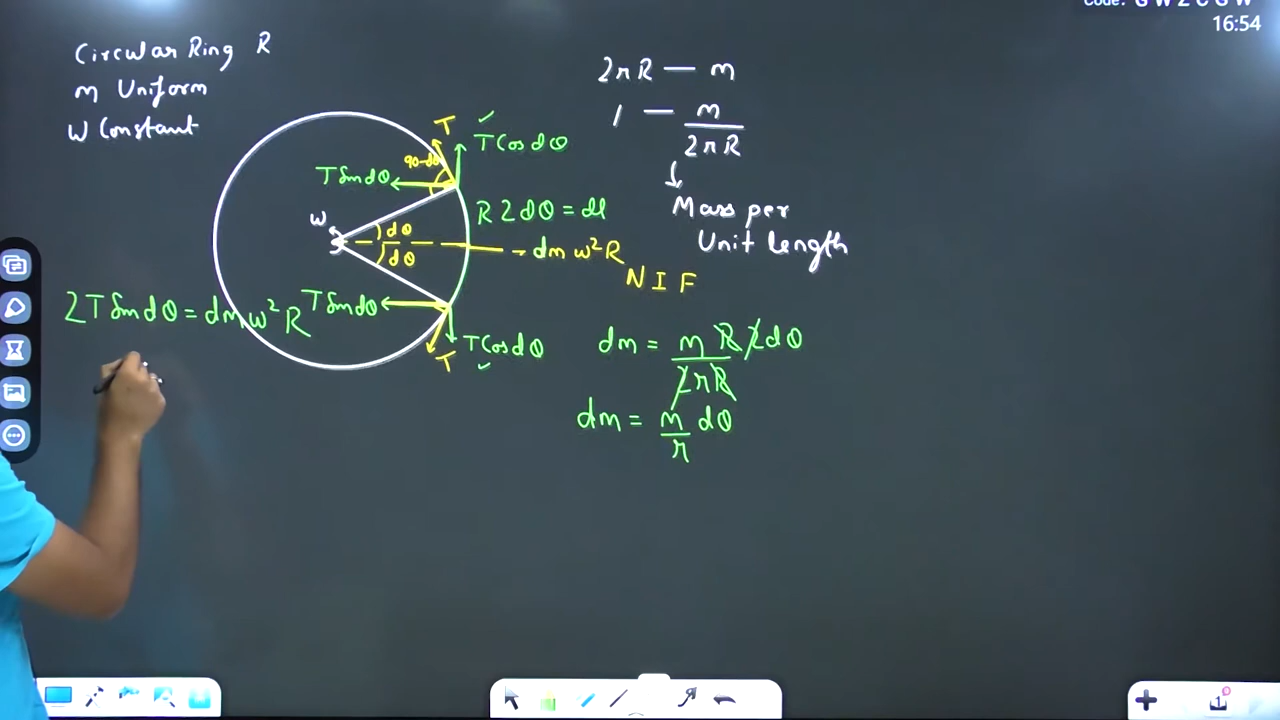 Code: G W Z C G W
16:54
Circular Ring R
m Uniform
ω Constant
2πR — m
1 — m / 2πR
↓
Mass per
Unit length
T
✓
T Cos dθ
90-dθ
T Sin dθ
R 2dθ = dl
ω
dθ
dθ
→ dm ω² R
N I F
2T Sin dθ = dm ω² R
T Sin dθ
T Cos dθ
✓
T
dm = m R 2dθ / 2πR
dm = m / π dθ